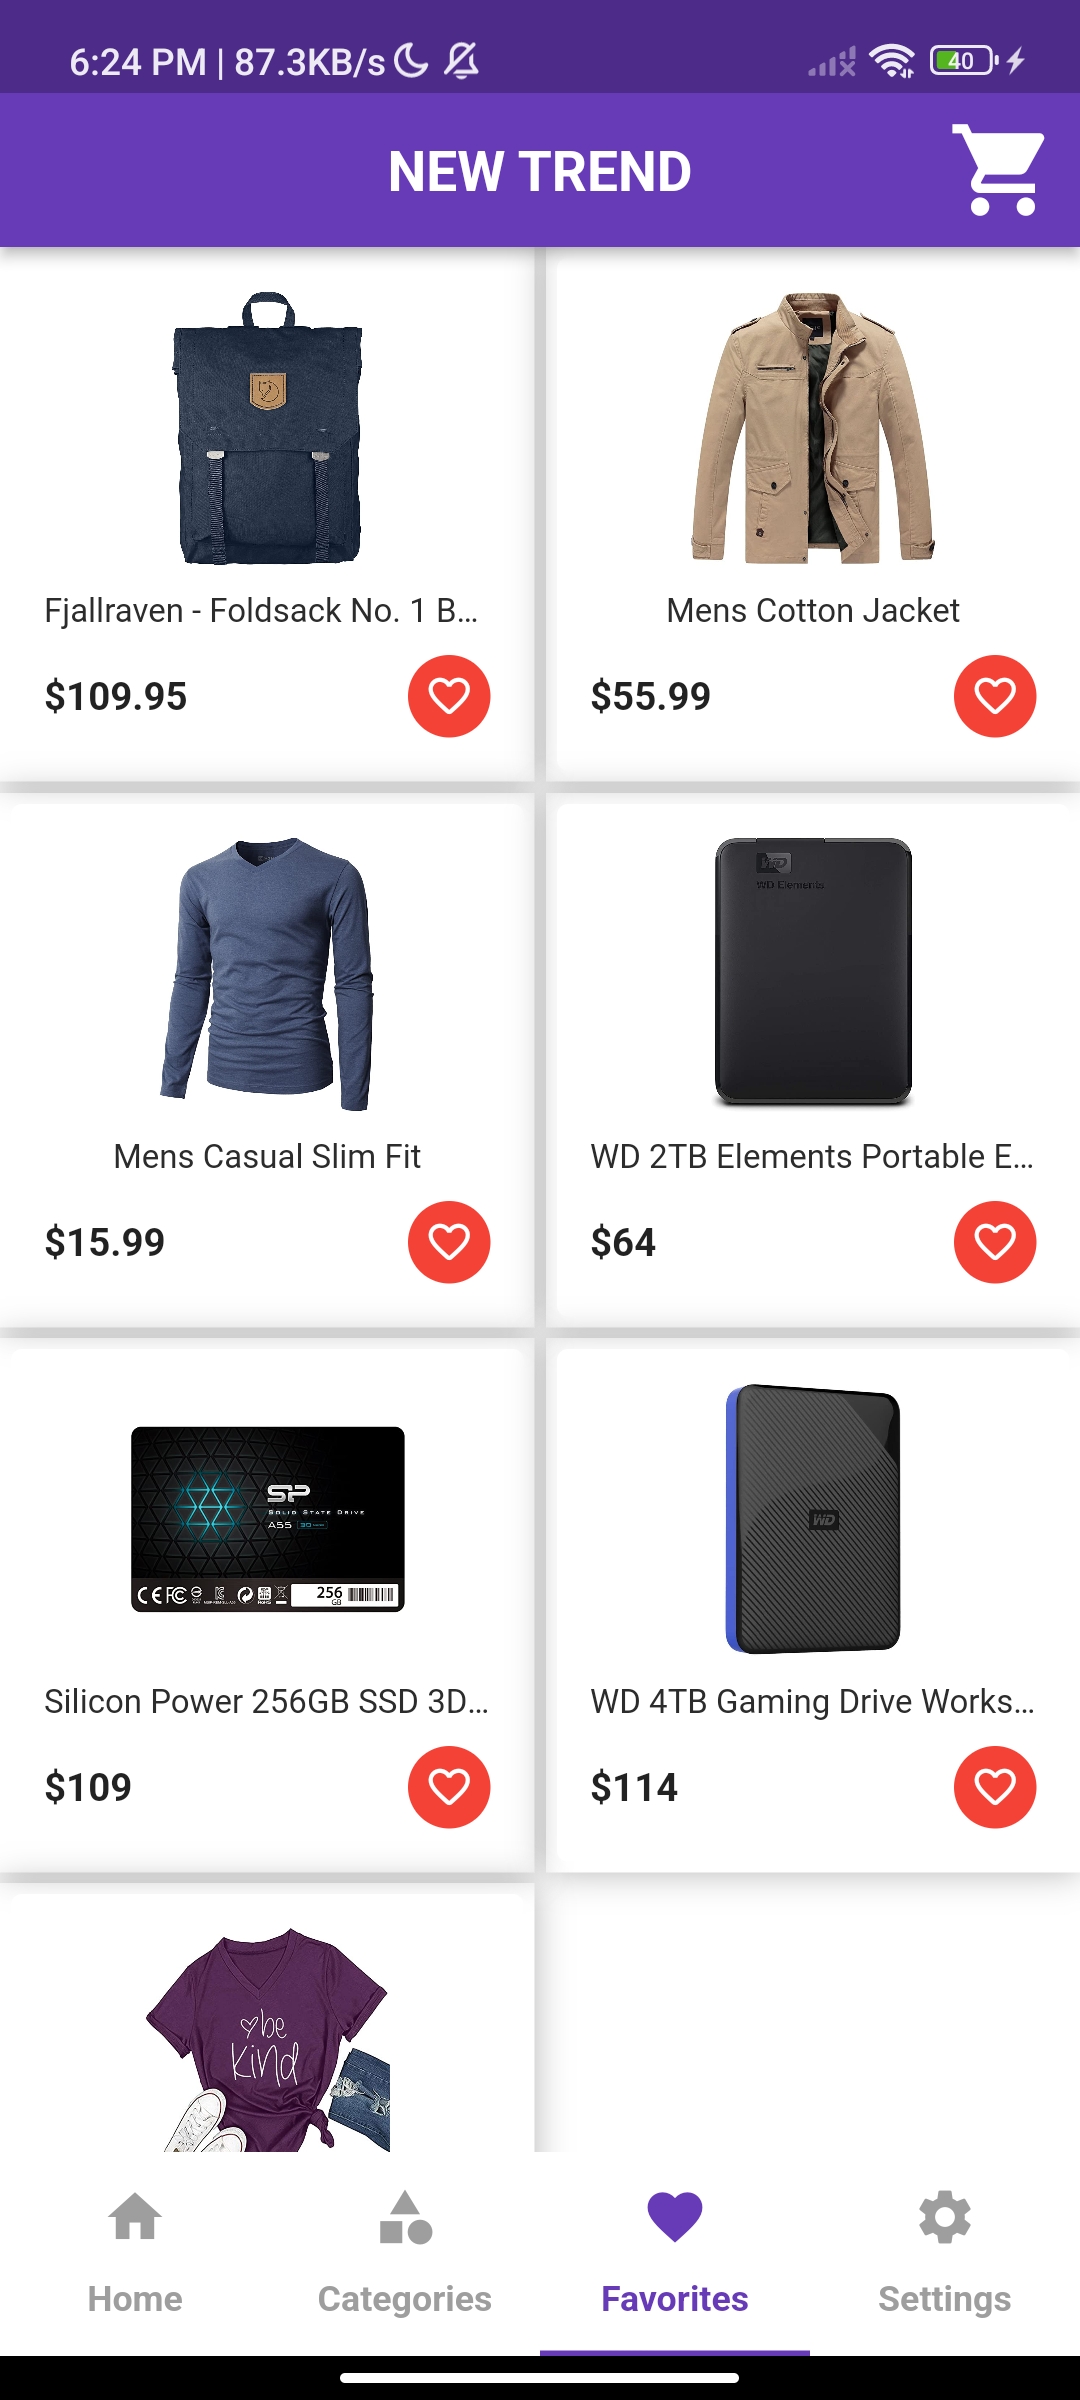 6:24 PM | 87.3KB/s
40
NEW TREND
Fjallraven - Foldsack No. 1 B...
Mens Cotton Jacket
$109.95
$55.99
WD
WD Elements
Mens Casual Slim Fit
WD 2TB Elements Portable E...
$15.99
$64
SP
SOLID STATE DRIVE
A55
256
GB
WD
Silicon Power 256GB SSD 3D...
WD 4TB Gaming Drive Works...
$109
$114
be
kind
Home
Categories
Favorites
Settings